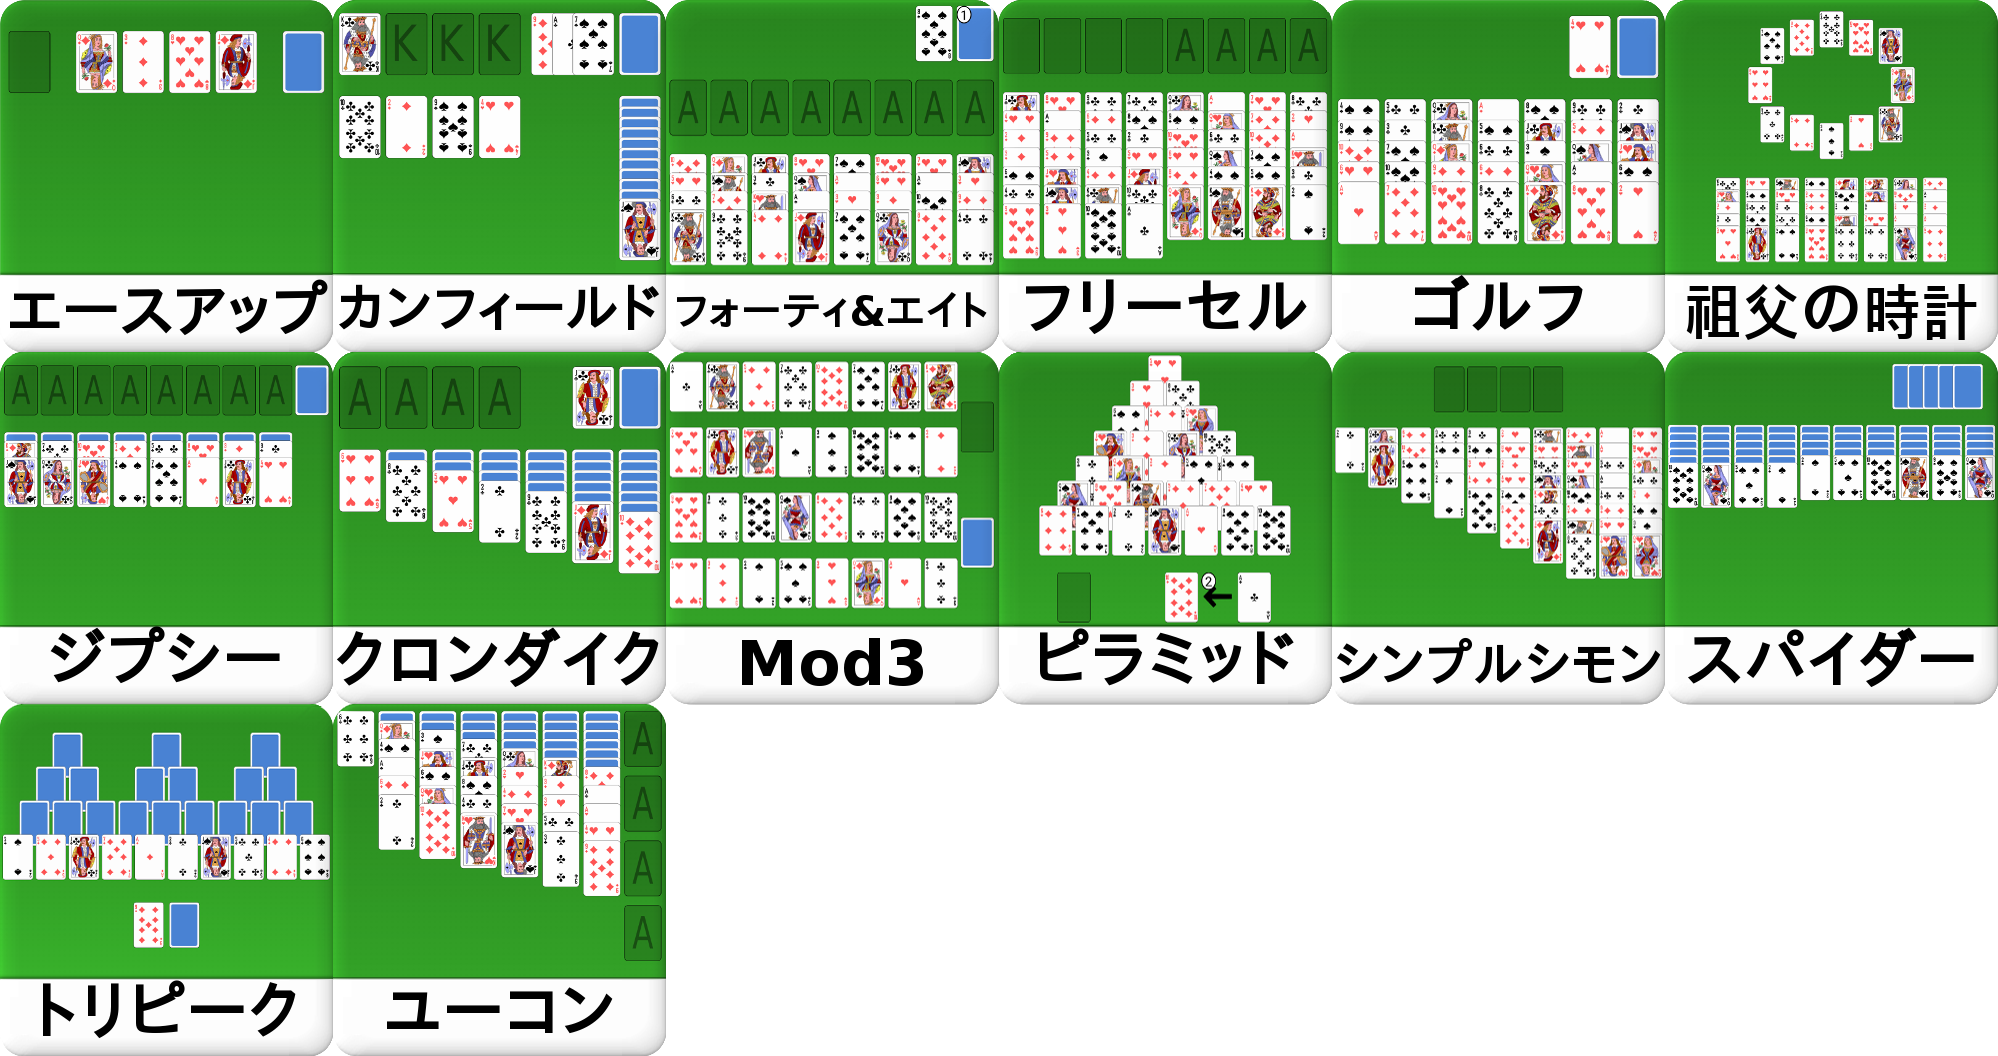 K K K
1
A A A A A A A A
A A A A
エースアップ
カンフィールド
フォーティ&エイト
フリーセル
ゴルフ
祖父の時計
A A A A A A A A
A A A A
2
ジプシー
クロンダイク
Mod3
ピラミッド
シンプルシモン
スパイダー
A
A
A
A
トリピーク
ユーコン